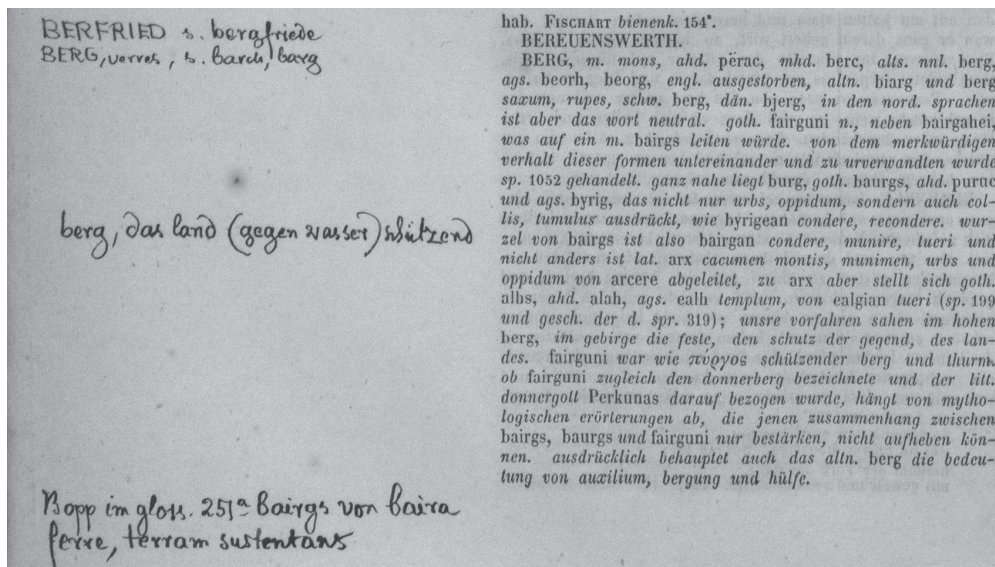 BERFRIED s. bergfriede
BERG, verres, s. barch, barg
berg, das land (gegen wasser) schützend
Bopp im gloss. 251a bairgs von baira
ferre, terram sustentans
hab. FISCHART bienenk. 154ª.
BEREUENSWERTH.
BERG, m. mons, ahd. përac, mhd. berc, alts. nnl. berg,
ags. beorh, beorg, engl. ausgestorben, altn. biarg und berg
saxum, rupes, schw. berg, dän. bjerg, in den nord. sprachen
ist aber das wort neutral. goth. fairguni n., neben bairgahei,
was auf ein m. bairgs leiten würde. von dem merkwürdigen
verhalt dieser formen untereinander und zu urverwandten wurde
sp. 1052 gehandelt. ganz nahe liegt burg, goth. baurgs, ahd. puruc
und ags. byrig, das nicht nur urbs, oppidum, sondern auch col-
lis, tumulus ausdrückt, wie byrigean condere, recondere. wur-
zel von bairgs ist also bairgan condere, munire, tueri und
nicht anders ist lat. arx cacumen montis, munimen, urbs und
oppidum von arcere abgeleitet, zu arx aber stellt sich goth.
alhs, ahd. alah, ags. ealh templum, von ealgian tueri (sp. 199
und gesch. der d. spr. 319); unsre vorfahren sahen im hohen
berg, im gebirge die feste, den schutz der gegend, des lan-
des. fairguni war wie πύργος schützender berg und thurm.
ob fairguni zugleich den donnerberg bezeichnete und der litt.
donnergott Perkunas darauf bezogen wurde, hängt von mytho-
logischen erörterungen ab, die jenen zusammenhang zwischen
bairgs, baurgs und fairguni nur bestärken, nicht aufheben kön-
nen. ausdrücklich behauptet auch das altn. berg die bedeu-
tung von auxilium, bergung und hülfe.